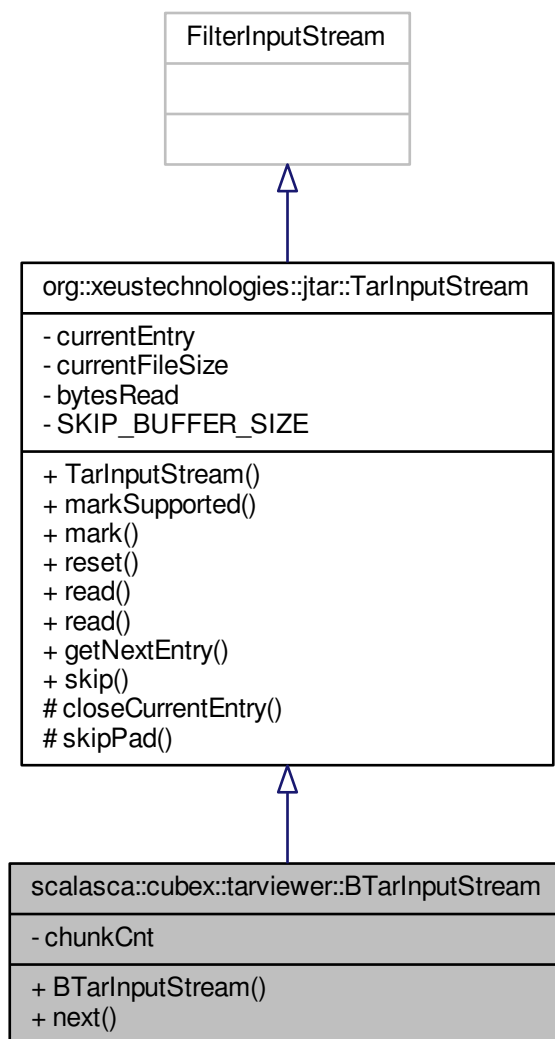 FilterInputStream
org::xeustechnologies::jtar::TarInputStream
- currentEntry
- currentFileSize
- bytesRead
- SKIP_BUFFER_SIZE
+ TarInputStream()
+ markSupported()
+ mark()
+ reset()
+ read()
+ read()
+ getNextEntry()
+ skip()
# closeCurrentEntry()
# skipPad()
scalasca::cubex::tarviewer::BTarInputStream
- chunkCnt
+ BTarInputStream()
+ next()